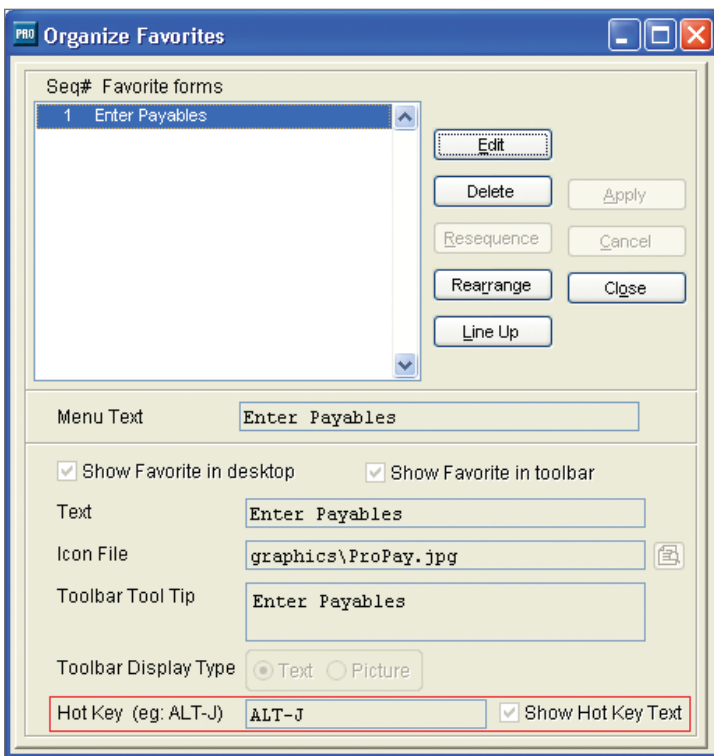 PRO Organize Favorites
Seq# Favorite forms
1 Enter Payables
Edit
Delete Apply
Resequence Cancel
Rearrange Close
Line Up
Menu Text Enter Payables
Show Favorite in desktop Show Favorite in toolbar
Text Enter Payables
Icon File graphics\ProPay.jpg
Toolbar Tool Tip Enter Payables
Toolbar Display Type Text Picture
Hot Key (eg: ALT-J) ALT-J Show Hot Key Text